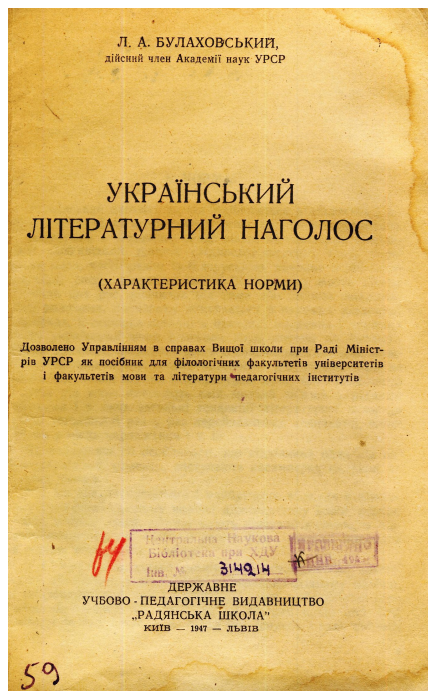 Л. А. БУЛАХОВСЬКИЙ,
дійсний член Академії наук УРСР
УКРАЇНСЬКИЙ
ЛІТЕРАТУРНИЙ НАГОЛОС
(ХАРАКТЕРИСТИКА НОРМИ)
Дозволено Управлінням в справах Вищої школи при Раді Мініст-
рів УРСР як посібник для філологічних факультетів університетів
і факультетів мови та літератури педагогічних інститутів
Центральна Наукова
Бібліотека при ХДУ
Інв. № 314914
ДЕРЖАВНЕ
УЧБОВО-ПЕДАГОГІЧНЕ ВИДАВНИЦТВО
„РАДЯНСЬКА ШКОЛА"
КИЇВ — 1947 — ЛЬВІВ
59